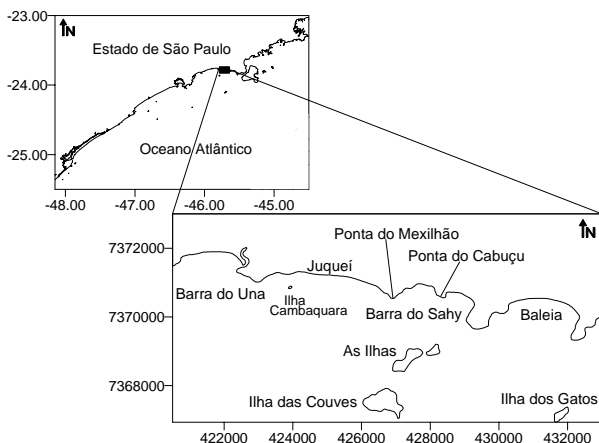 -23.00
N
Estado de São Paulo
-24.00
Oceano Atlântico
-25.00
-48.00 -47.00 -46.00 -45.00
N
Ponta do Mexilhão
7372000
Ponta do Cabuçu
Juqueí
Barra do Una
Ilha
Cambaquara
Barra do Sahy
Baleia
7370000
As Ilhas
7368000
Ilha das Couves
Ilha dos Gatos
422000 424000 426000 428000 430000 432000